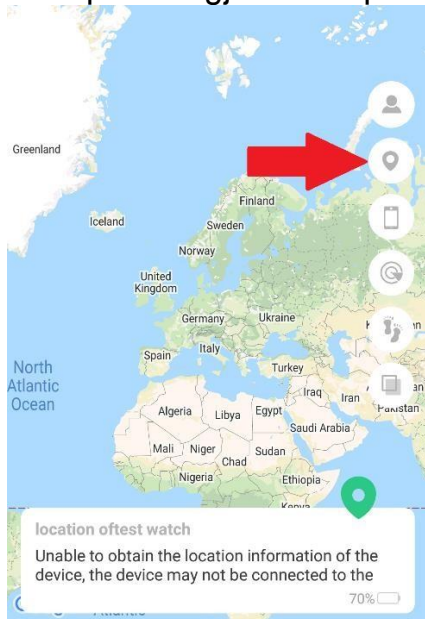 Greenland
Iceland
Finland
Sweden
Norway
United
Kingdom
Germany
Ukraine
Spain
Italy
Turkey
North
Atlantic
Ocean
Iraq
Iran
Pakistan
Algeria
Libya
Egypt
Saudi Arabia
Mali
Niger
Chad
Sudan
Nigeria
Ethiopia
Kenya
location oftest watch
Unable to obtain the location information of the
device, the device may not be connected to the
70%